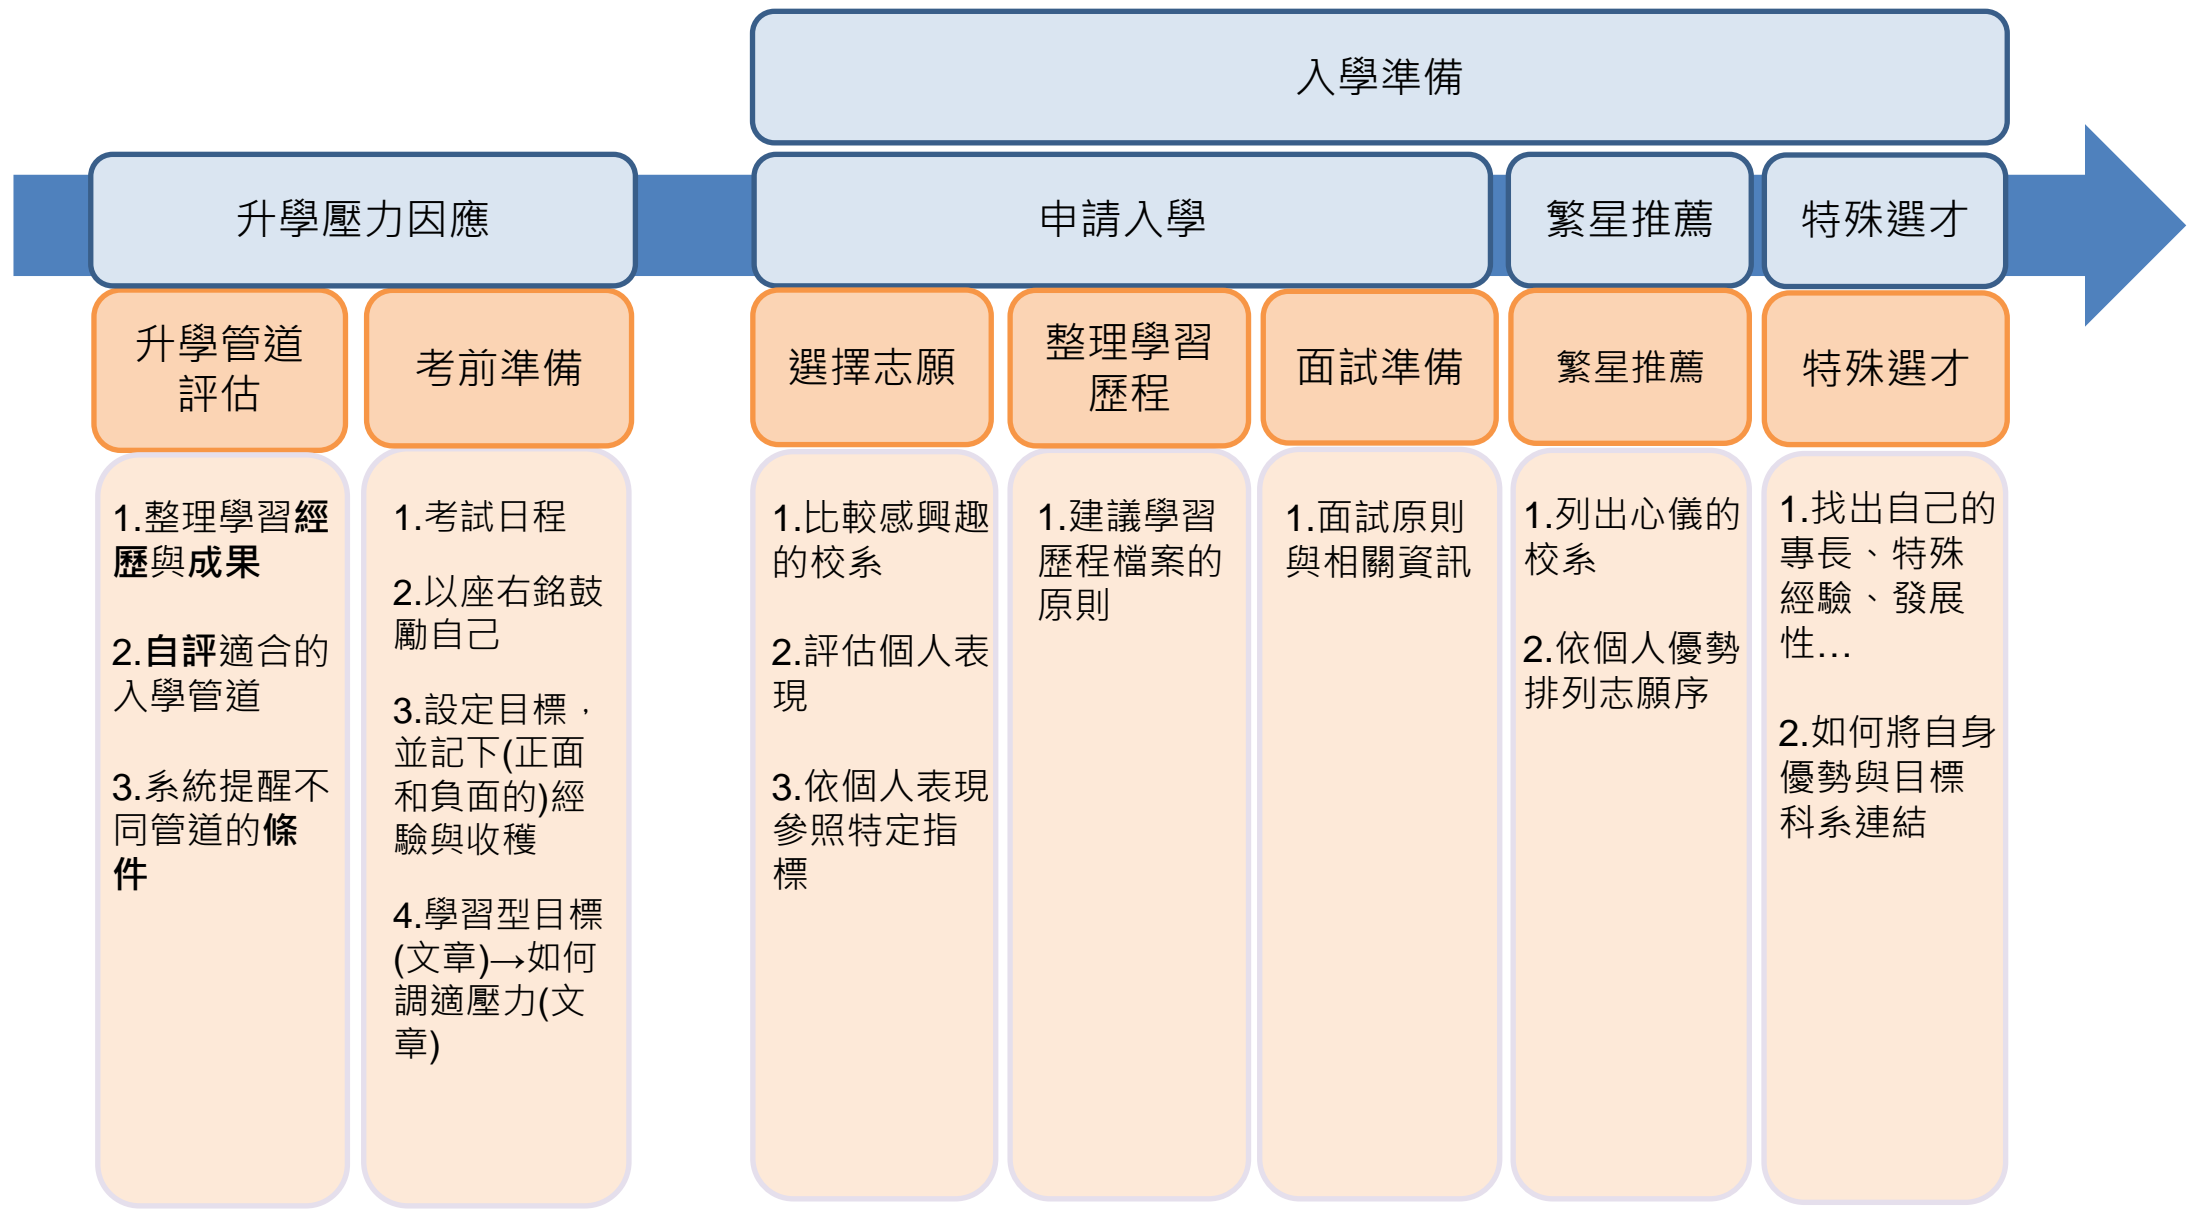 入學準備
升學壓力因應
申請入學
繁星推薦
特殊選才
升學管道
評估
考前準備
選擇志願
整理學習
歷程
面試準備
繁星推薦
特殊選才
1.整理學習經
歷與成果
2.自評適合的
入學管道
3.系統提醒不
同管道的條
件
1.考試日程
2.以座右銘鼓
勵自己
3.設定目標，
並記下(正面
和負面的)經
驗與收穫
4.學習型目標
(文章)→如何
調適壓力(文
章)
1.比較感興趣
的校系
2.評估個人表
現
3.依個人表現
參照特定指
標
1.建議學習
歷程檔案的
原則
1.面試原則
與相關資訊
1.列出心儀的
校系
2.依個人優勢
排列志願序
1.找出自己的
專長、特殊
經驗、發展
性...
2.如何將自身
優勢與目標
科系連結